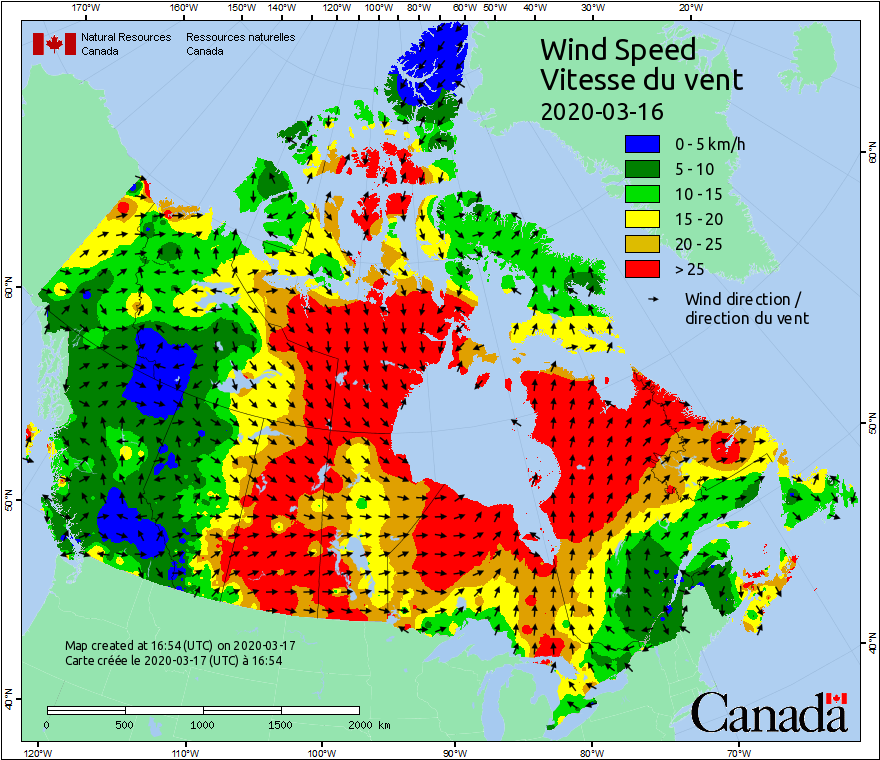 170°W 160°W 150°W 140°W 120°W 100°W 80°W 60°W 50°W 40°W 30°W 20°W
Natural Resources Ressources naturelles
Canada Canada
Wind Speed
Vitesse du vent
2020-03-16
0 - 5 km/h
5 - 10
10 - 15
15 - 20
20 - 25
> 25
Wind direction /
direction du vent
60°N
60°N
50°N
50°N
40°N
40°N
Map created at 16:54 (UTC) on 2020-03-17
Carte créée le 2020-03-17 (UTC) à 16:54
0 500 1000 1500 2000 km
Canada
120°W 110°W 100°W 90°W 80°W 70°W